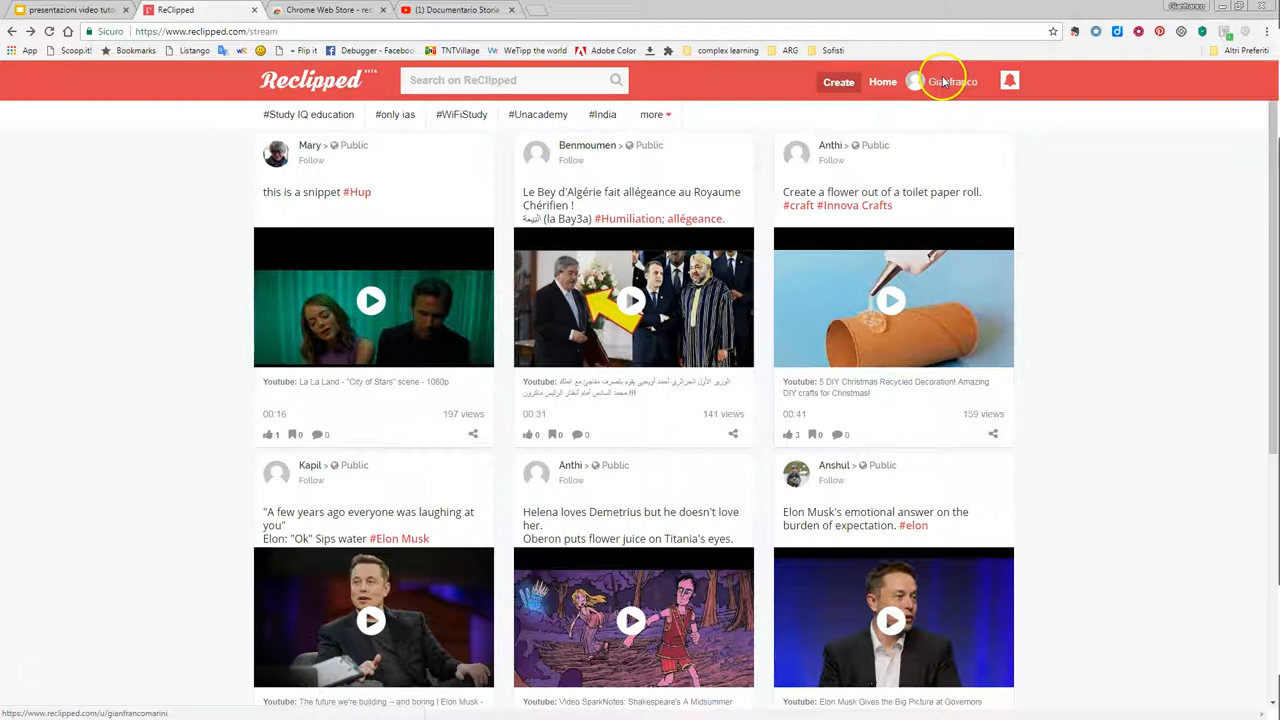 presentazioni video tuto
ReClipped
Chrome Web Store - rec
(1) Documentario Storia
Gianfranco
Sicuro
https://www.reclipped.com/stream
App
Scoop.it!
Bookmarks
Listango
+ Flip it
Debugger - Facebook
TNTVillage
WeTipp the world
Adobe Color
complex learning
ARG
Sofisti
Altri Preferiti
Reclipped BETA
Search on ReClipped
Create
Home
Gianfranco
#Study IQ education
#only ias
#WiFiStudy
#Unacademy
#India
more
Mary > Public
Follow
this is a snippet #Hup
Youtube: La La Land - "City of Stars" scene - 1080p
00:16
197 views
1
0
0
Benmoumen > Public
Follow
Le Bey d'Algérie fait allégeance au Royaume
Chérifien !
(la Bay3a) #Humiliation; allégeance.
Youtube:
00:31
141 views
0
0
0
Anthi > Public
Follow
Create a flower out of a toilet paper roll.
#craft #Innova Crafts
Youtube: 5 DIY Christmas Recycled Decoration! Amazing
DIY crafts for Christmas!
00:41
159 views
3
0
0
Kapil > Public
Follow
"A few years ago everyone was laughing at
you"
Elon: "Ok" Sips water #Elon Musk
Youtube: The future we're building -- and boring | Elon Musk -
Anthi > Public
Follow
Helena loves Demetrius but he doesn't love
her.
Oberon puts flower juice on Titania's eyes.
Youtube: Video SparkNotes: Shakespeare's A Midsummer
Anshul > Public
Follow
Elon Musk's emotional answer on the
burden of expectation. #elon
Youtube: Elon Musk Gives the Big Picture at Governors
https://www.reclipped.com/u/gianfrancomarini